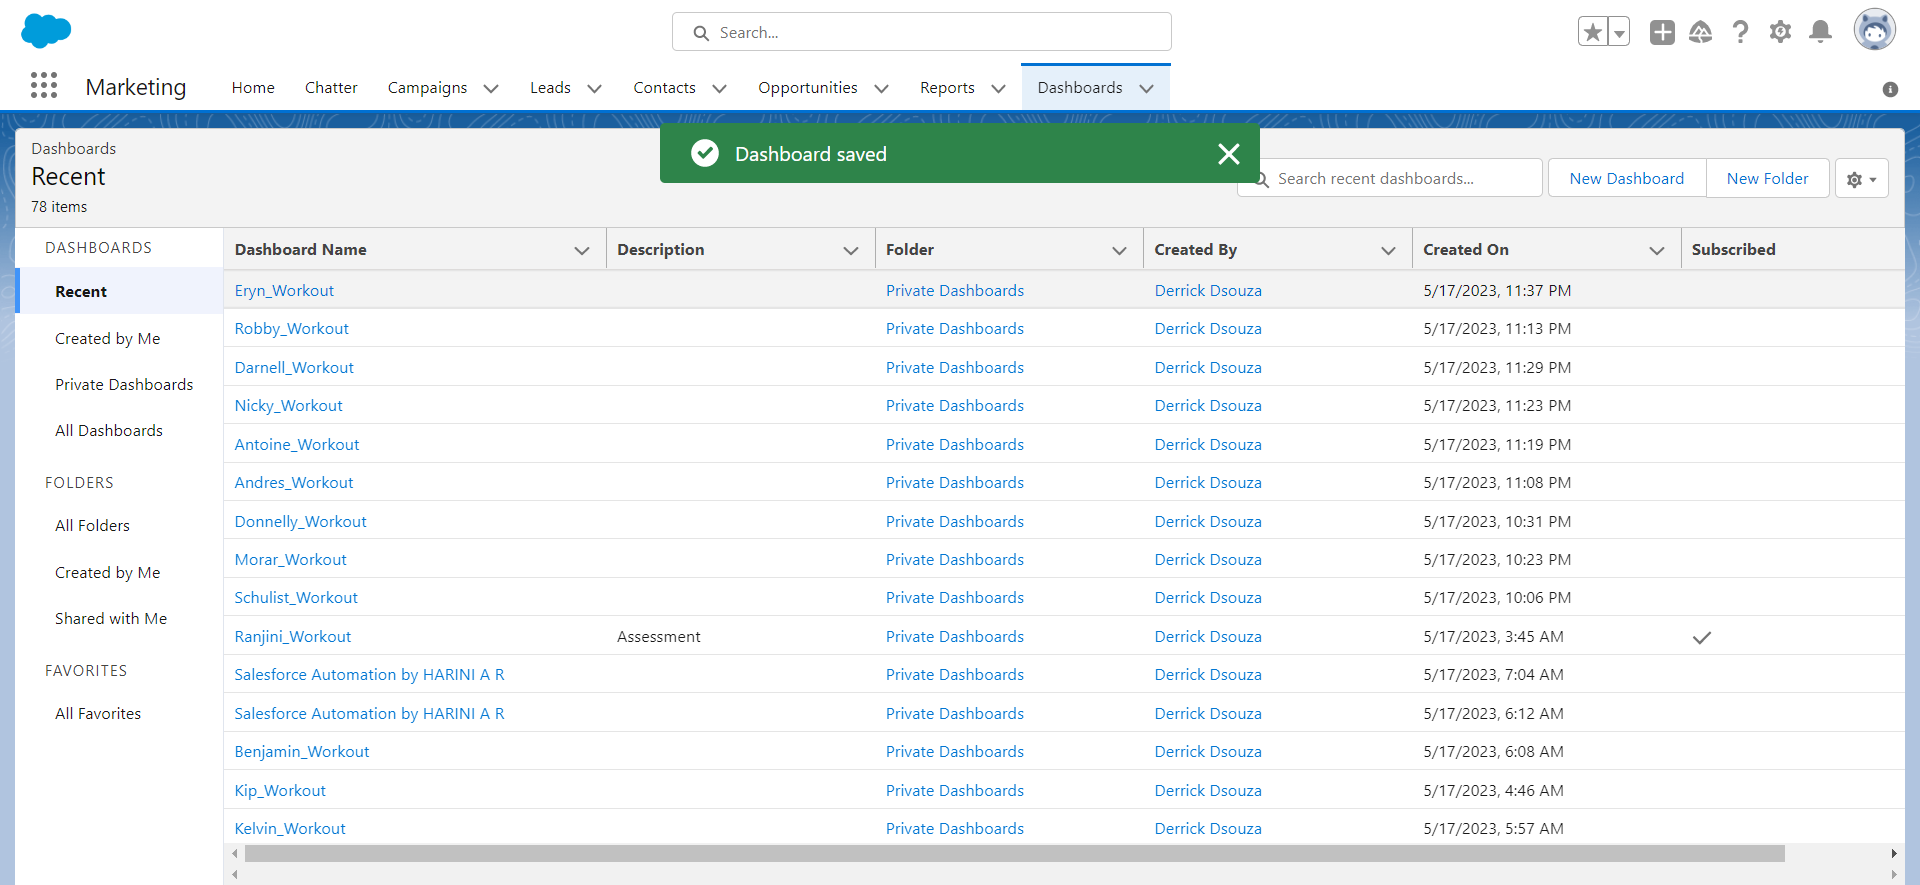 Search...
Marketing
Home
Chatter
Campaigns
Leads
Contacts
Opportunities
Reports
Dashboards
Dashboards
Recent
78 items
Dashboard saved
Search recent dashboards...
New Dashboard
New Folder
DASHBOARDS
Recent
Created by Me
Private Dashboards
All Dashboards
FOLDERS
All Folders
Created by Me
Shared with Me
FAVORITES
All Favorites
Dashboard Name Description Folder Created By Created On Subscribed
Eryn_Workout Private Dashboards Derrick Dsouza 5/17/2023, 11:37 PM
Robby_Workout Private Dashboards Derrick Dsouza 5/17/2023, 11:13 PM
Darnell_Workout Private Dashboards Derrick Dsouza 5/17/2023, 11:29 PM
Nicky_Workout Private Dashboards Derrick Dsouza 5/17/2023, 11:23 PM
Antoine_Workout Private Dashboards Derrick Dsouza 5/17/2023, 11:19 PM
Andres_Workout Private Dashboards Derrick Dsouza 5/17/2023, 11:08 PM
Donnelly_Workout Private Dashboards Derrick Dsouza 5/17/2023, 10:31 PM
Morar_Workout Private Dashboards Derrick Dsouza 5/17/2023, 10:23 PM
Schulist_Workout Private Dashboards Derrick Dsouza 5/17/2023, 10:06 PM
Ranjini_Workout Assessment Private Dashboards Derrick Dsouza 5/17/2023, 3:45 AM
Salesforce Automation by HARINI A R Private Dashboards Derrick Dsouza 5/17/2023, 7:04 AM
Salesforce Automation by HARINI A R Private Dashboards Derrick Dsouza 5/17/2023, 6:12 AM
Benjamin_Workout Private Dashboards Derrick Dsouza 5/17/2023, 6:08 AM
Kip_Workout Private Dashboards Derrick Dsouza 5/17/2023, 4:46 AM
Kelvin_Workout Private Dashboards Derrick Dsouza 5/17/2023, 5:57 AM